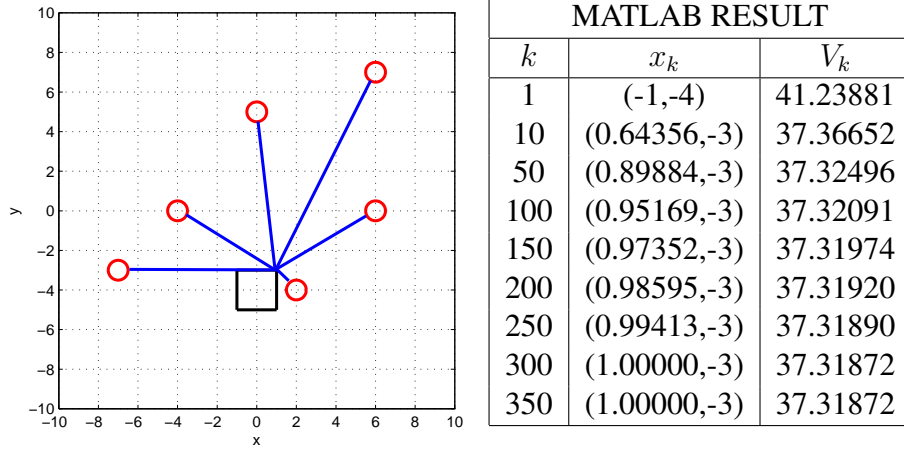 10
8
6
4
2
0
−2
−4
−6
−8
−10
y
−10 −8 −6 −4 −2 0 2 4 6 8 10
x
MATLAB RESULT
k x_k V_k
1 (-1,-4) 41.23881
10 (0.64356,-3) 37.36652
50 (0.89884,-3) 37.32496
100 (0.95169,-3) 37.32091
150 (0.97352,-3) 37.31974
200 (0.98595,-3) 37.31920
250 (0.99413,-3) 37.31890
300 (1.00000,-3) 37.31872
350 (1.00000,-3) 37.31872